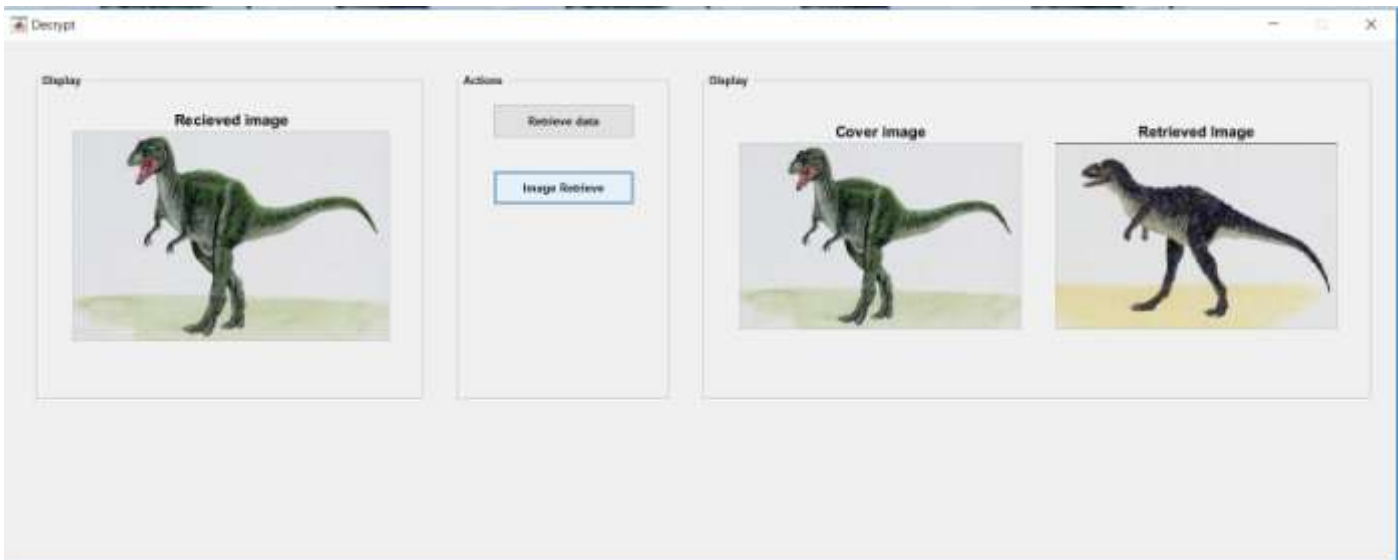 Decrypt
Display
Recieved image
Actions
Retrieve data
Image Retrieve
Display
Cover Image
Retrieved Image